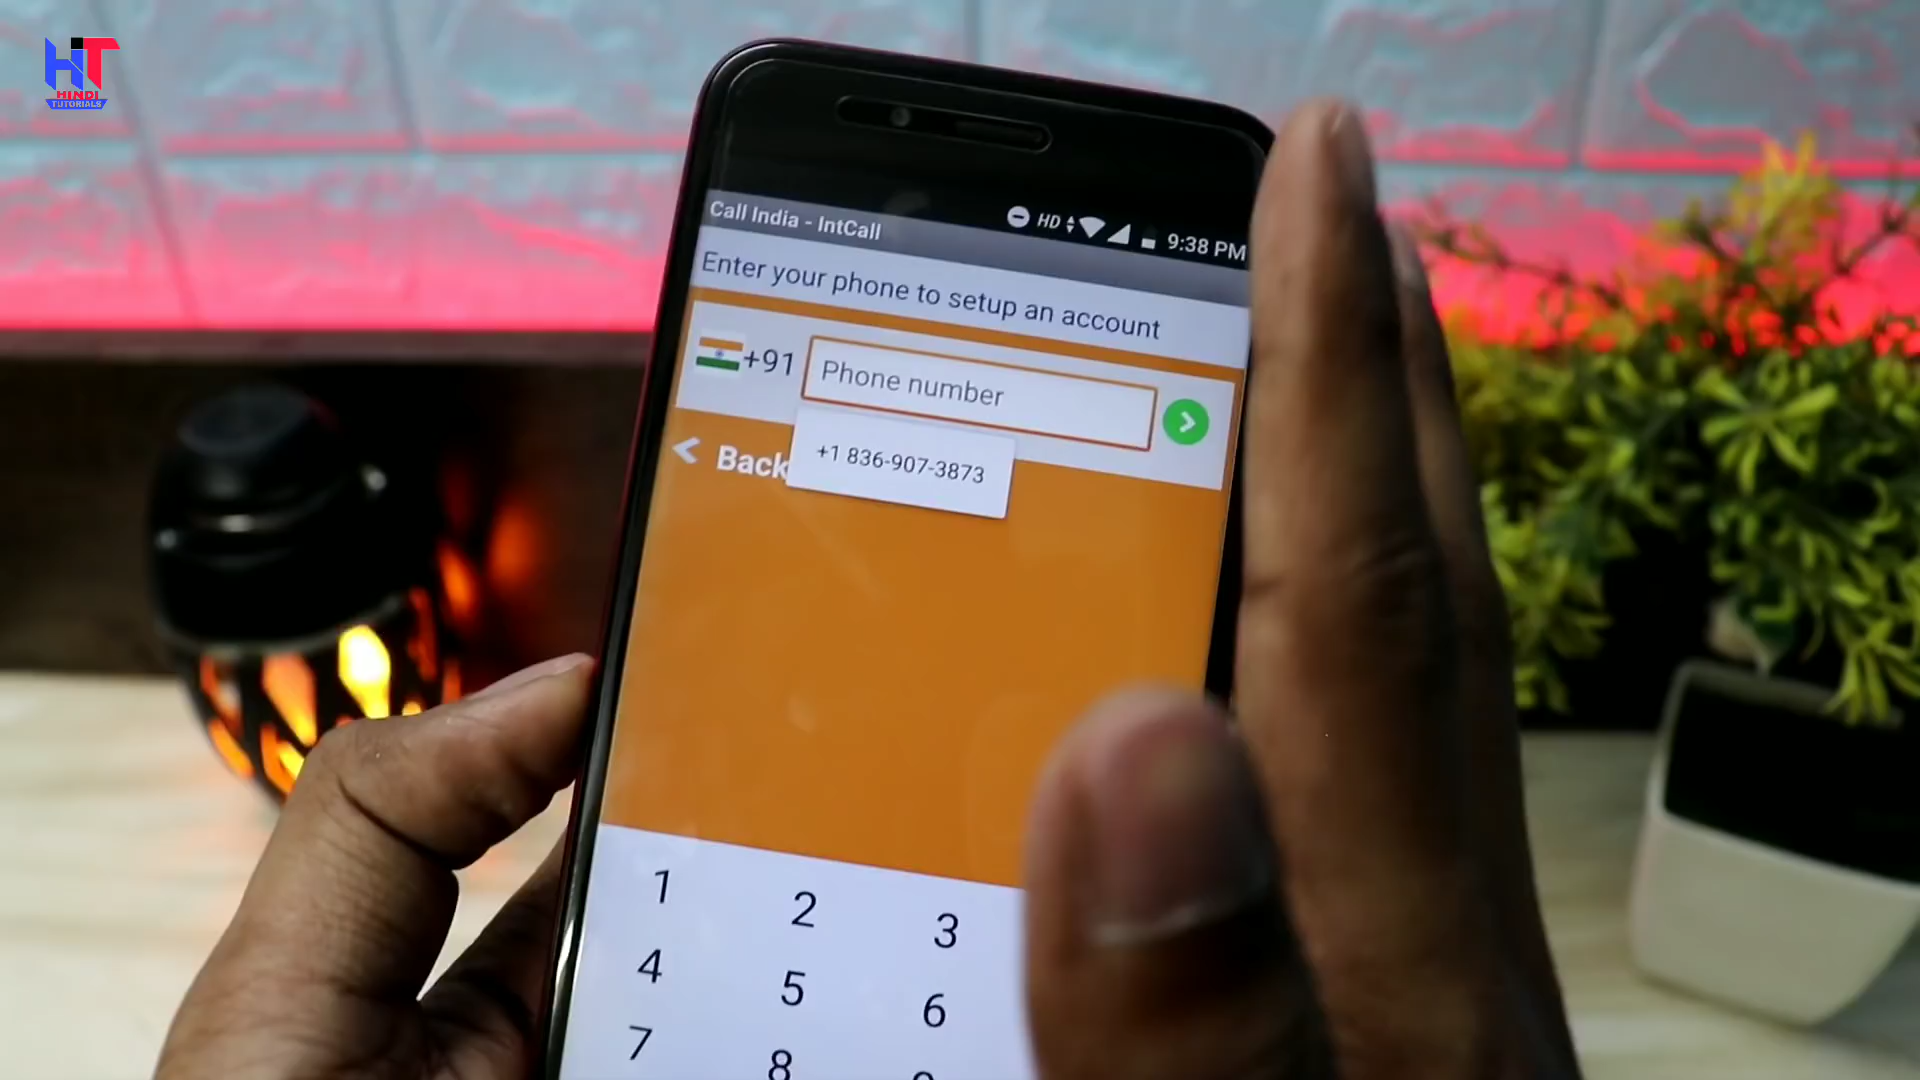 HT
HINDI
TUTORIALS
HD 9:38 PM
Call India - IntCall
Enter your phone to setup an account
+91 Phone number
Back
+1 836-907-3873
1 2 3
4 5 6
7 8